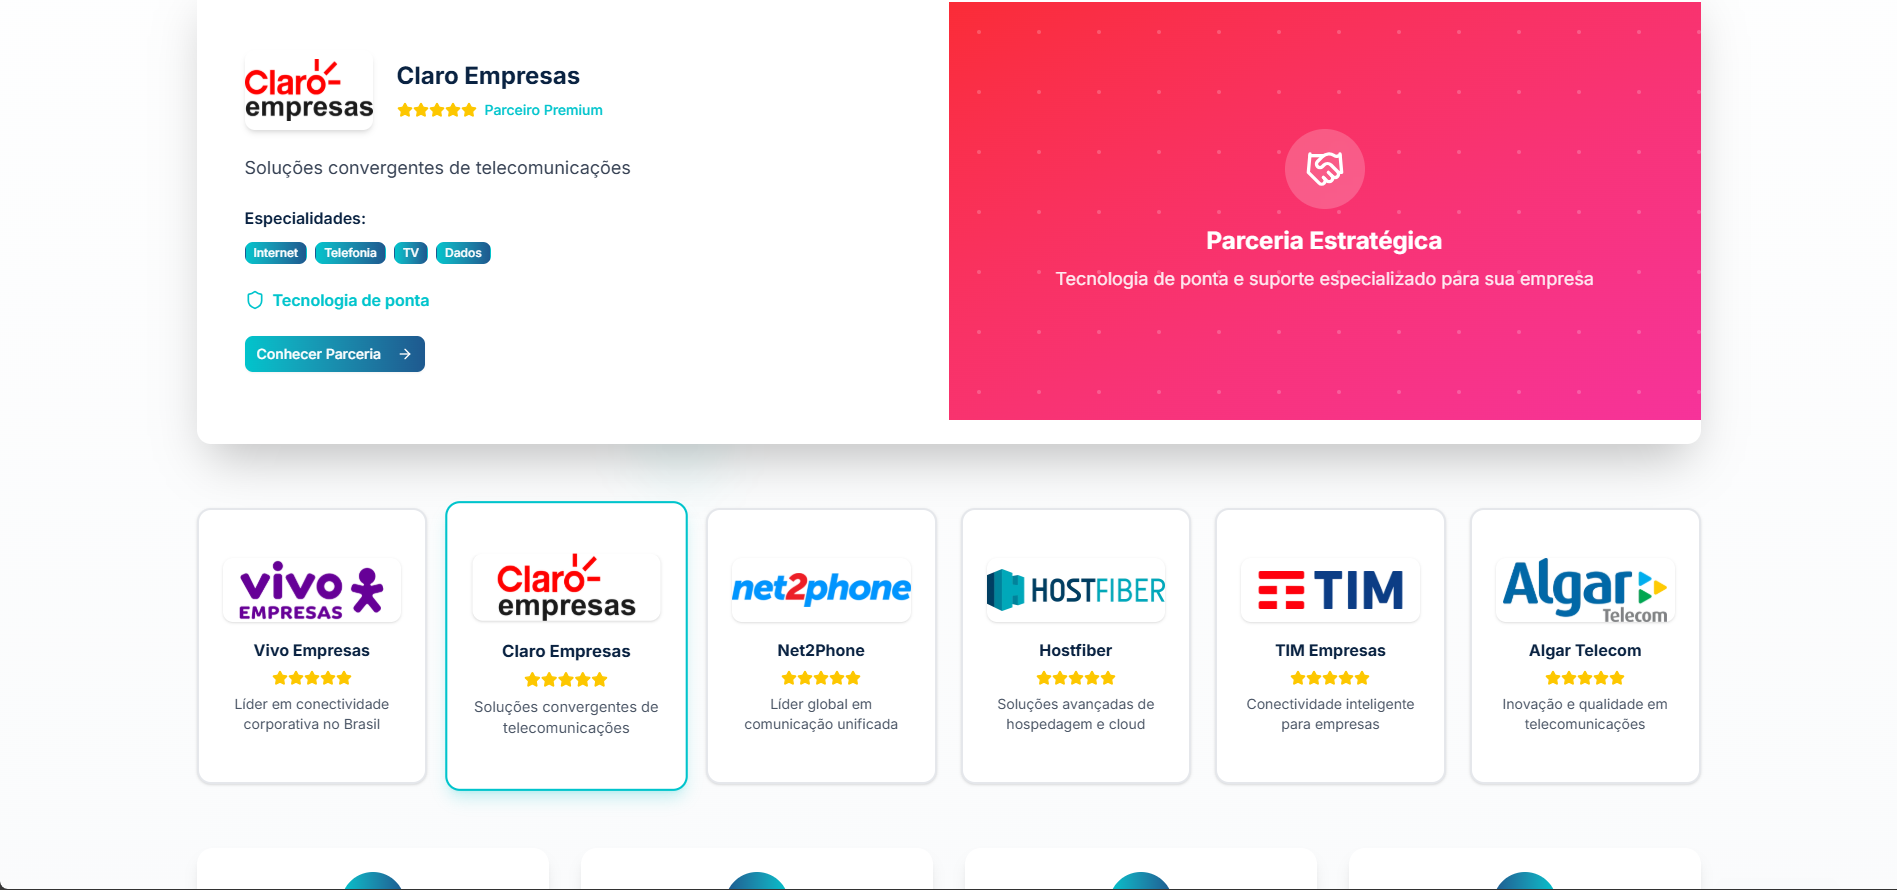 Claro
empresas
Claro Empresas
Parceiro Premium
Soluções convergentes de telecomunicações
Especialidades:
Internet Telefonia TV Dados
Tecnologia de ponta
Conhecer Parceria
Parceria Estratégica
Tecnologia de ponta e suporte especializado para sua empresa
vivo
EMPRESAS
Vivo Empresas
Líder em conectividade
corporativa no Brasil
Claro
empresas
Claro Empresas
Soluções convergentes de
telecomunicações
net2phone
Net2Phone
Líder global em
comunicação unificada
HOSTFIBER
Hostfiber
Soluções avançadas de
hospedagem e cloud
TIM
TIM Empresas
Conectividade inteligente
para empresas
Algar
Telecom
Algar Telecom
Inovação e qualidade em
telecomunicações